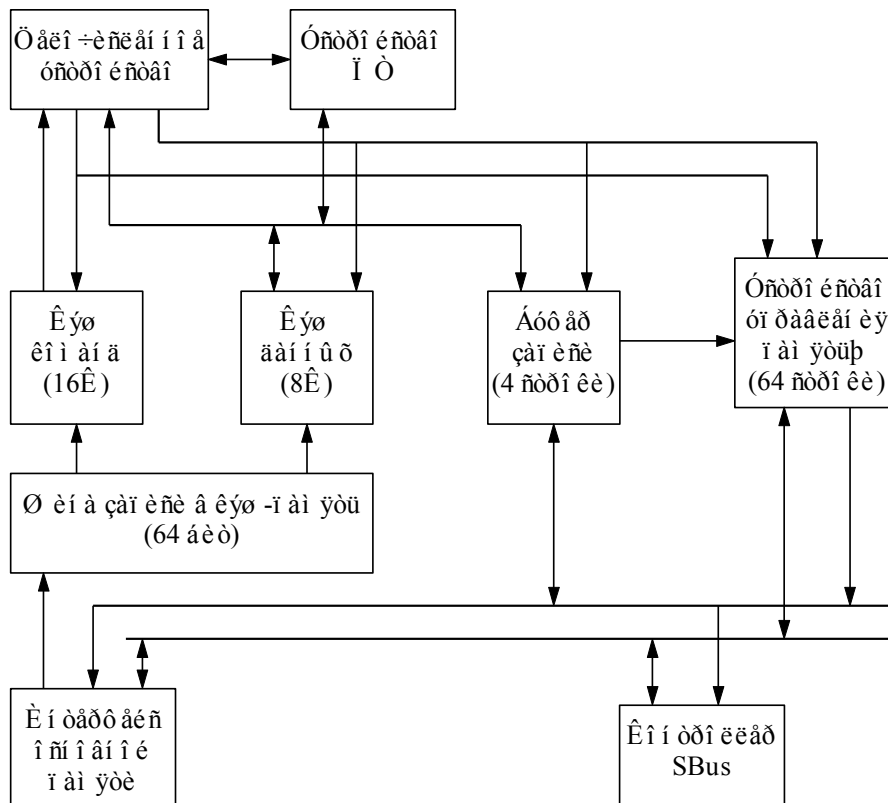 Öåëî ÷èñëåí í î å
óñòðî éñòâî
Óñòðî éñòâî
Ï Ò
Êýø
êî ì àí ä
(16Ê)
Êýø
äàí í û õ
(8Ê)
Áóô åð
çàï èñè
(4 ñòðî êè)
Óñòðî éñòâî
óï ðàâëåí èÿ
ï àì ÿòüþ
(64 ñòðî êè)
Ø èí à çàï èñè â êýø -ï àì ÿòü
(64 áèò)
È í òåðô åéñ
î ñí î âí î é
ï àì ÿòè
Êî í òðî ëëåð
SBus